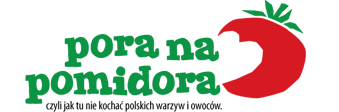 pora na
pomidora
czyli jak tu nie kochać polskich warzyw i owoców.